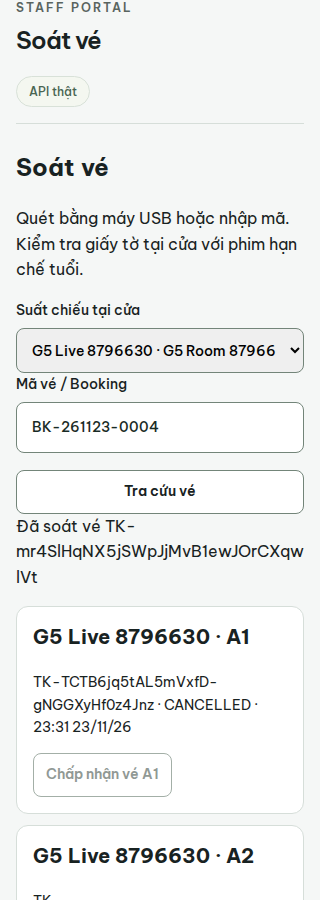 STAFF PORTAL
Soát vé
API thật
Soát vé
Quét bằng máy USB hoặc nhập mã.
Kiểm tra giấy tờ tại cửa với phim hạn
chế tuổi.
Suất chiếu tại cửa
G5 Live 8796630 · G5 Room 87966
Mã vé / Booking
BK-261123-0004
Tra cứu vé
Đã soát vé TK-
mr4SlHqNX5jSWpJjMvB1ewJOrCXqw
lVt
G5 Live 8796630 · A1
TK-TCTB6jq5tAL5mVxfD-
gNGGXyHf0z4Jnz · CANCELLED ·
23:31 23/11/26
Chấp nhận vé A1
G5 Live 8796630 · A2
TK-